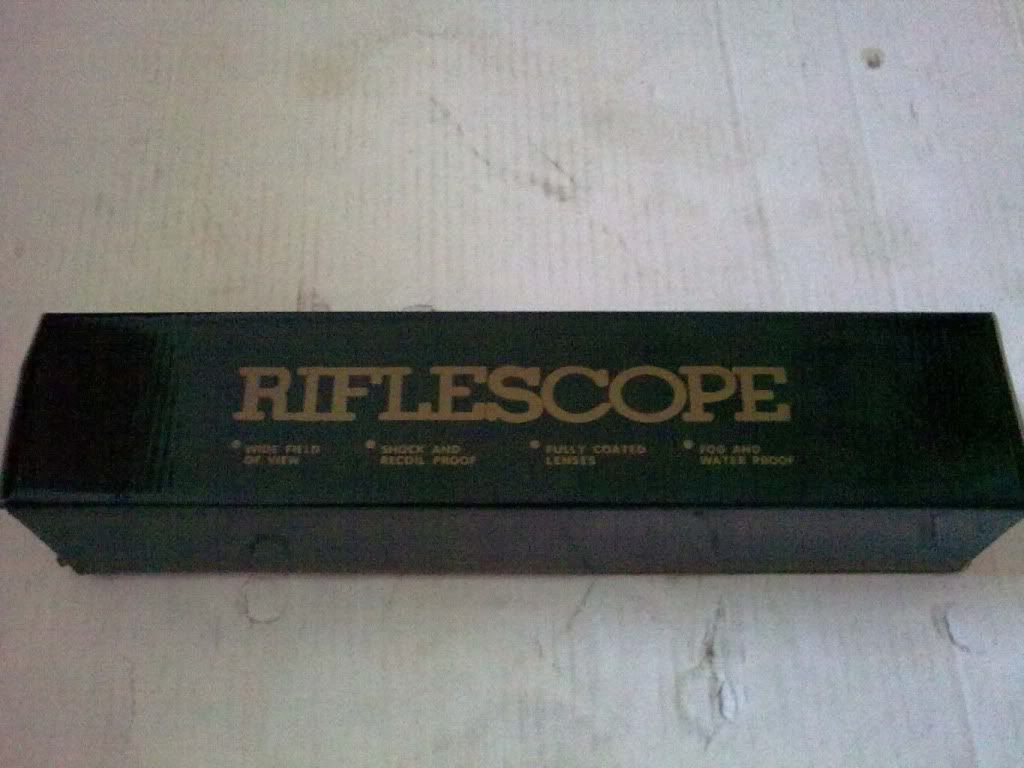 RIFLESCOPE
• WIDE FIELD OF VIEW
• SHOCK AND RECOIL PROOF
• FULLY COATED LENSES
• FOG AND WATER PROOF